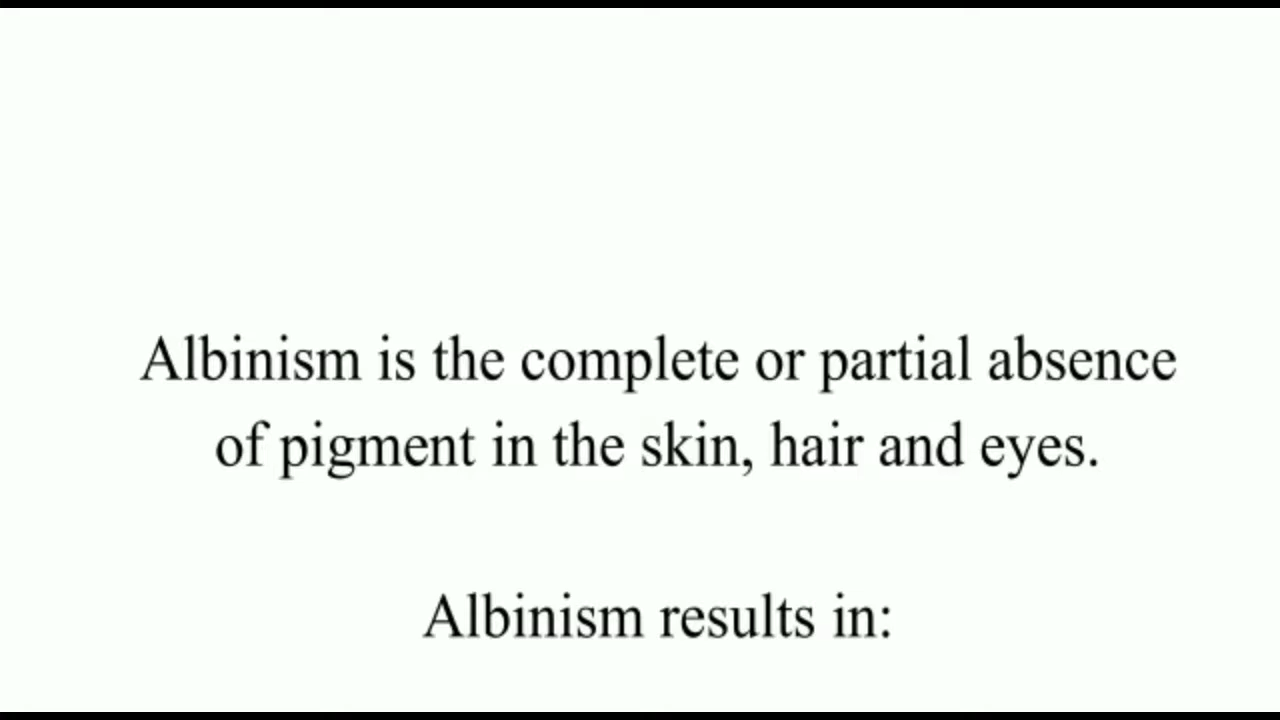 Albinism is the complete or partial absence
of pigment in the skin, hair and eyes.
Albinism results in: